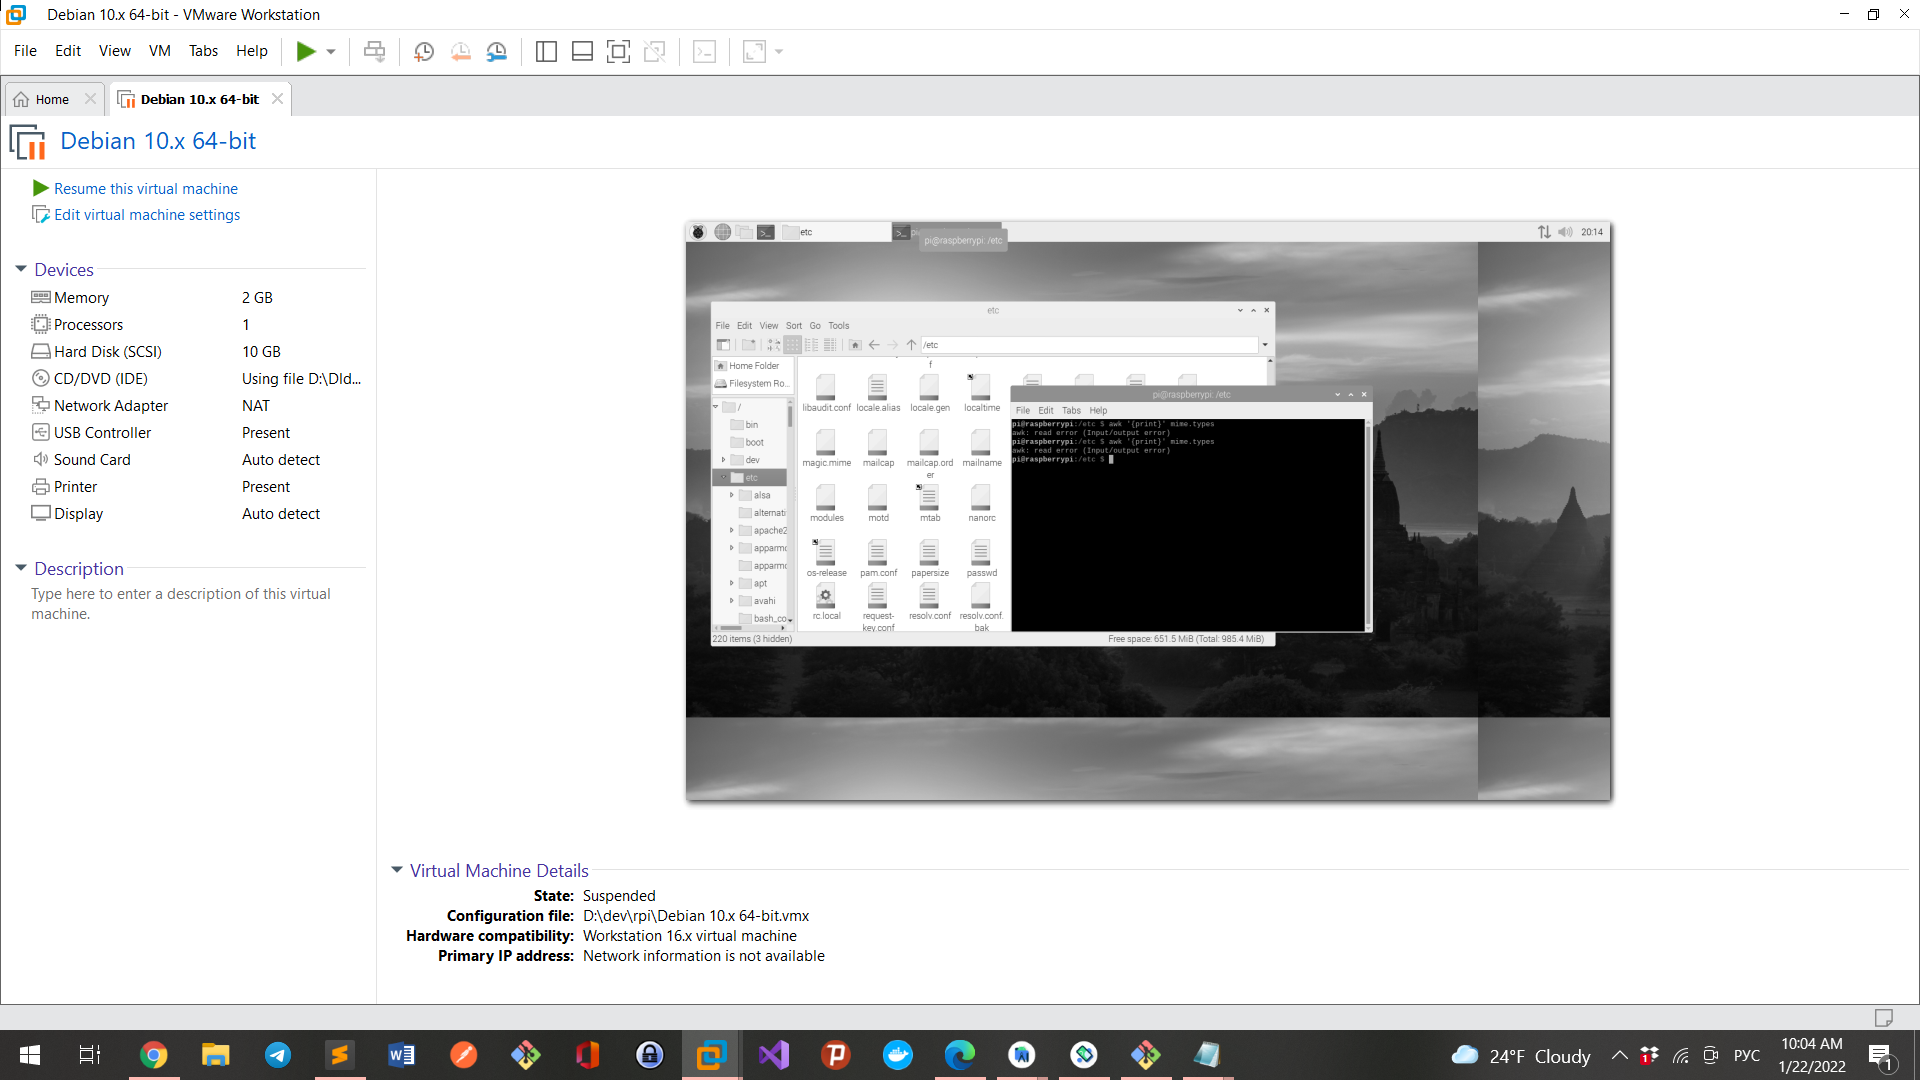 Debian 10.x 64-bit - VMware Workstation
File Edit View VM Tabs Help
Home
Debian 10.x 64-bit
Debian 10.x 64-bit
Resume this virtual machine
Edit virtual machine settings
Devices
Memory 2 GB
Processors 1
Hard Disk (SCSI) 10 GB
CD/DVD (IDE) Using file D:\Dld...
Network Adapter NAT
USB Controller Present
Sound Card Auto detect
Printer Present
Display Auto detect
Description
Type here to enter a description of this virtual
machine.
etc
pi@raspberrypi: /etc
20:14
etc
File Edit View Sort Go Tools
/etc
Home Folder
Filesystem Ro...
/
bin
boot
dev
etc
alsa
alternati
apache2
apparmo
apparmo
apt
avahi
bash_co
f
libaudit.conf locale.alias locale.gen localtime
magic.mime mailcap mailcap.ord
er mailname
modules motd mtab nanorc
os-release pam.conf papersize passwd
rc.local request-
key.conf resolv.conf resolv.conf.
bak
220 items (3 hidden)
Free space: 651.5 MiB (Total: 985.4 MiB)
pi@raspberrypi: /etc
File Edit Tabs Help
pi@raspberrypi:/etc $ awk '{print}' mime.types
awk: read error (Input/output error)
pi@raspberrypi:/etc $ awk '{print}' mime.types
awk: read error (Input/output error)
pi@raspberrypi:/etc $
Virtual Machine Details
State: Suspended
Configuration file: D:\dev\rpi\Debian 10.x 64-bit.vmx
Hardware compatibility: Workstation 16.x virtual machine
Primary IP address: Network information is not available
24°F Cloudy
1
РУС
10:04 AM
1/22/2022
1